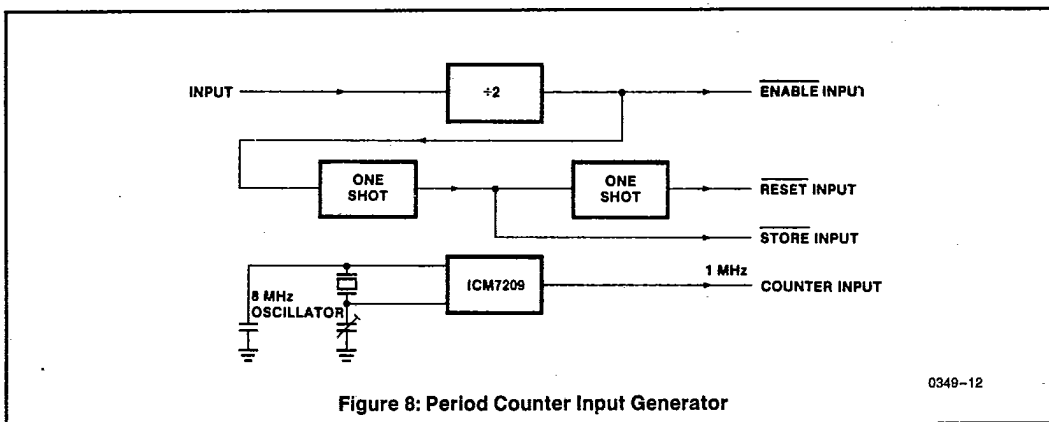 INPUT
÷2
ENABLE INPUT
ONE
SHOT
ONE
SHOT
RESET INPUT
STORE INPUT
8 MHz
OSCILLATOR
ICM7209
1 MHz
COUNTER INPUT
0349-12
Figure 8: Period Counter Input Generator